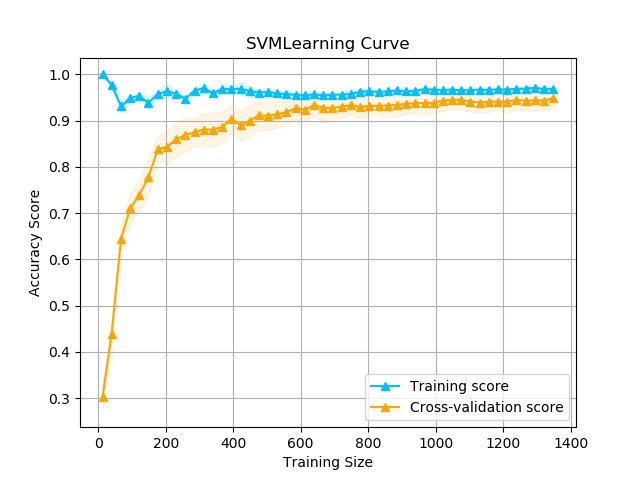 SVMLearning Curve
1.0
0.9
0.8
0.7
0.6
0.5
0.4
0.3
Accuracy Score
Training score
Cross-validation score
0 200 400 600 800 1000 1200 1400
Training Size